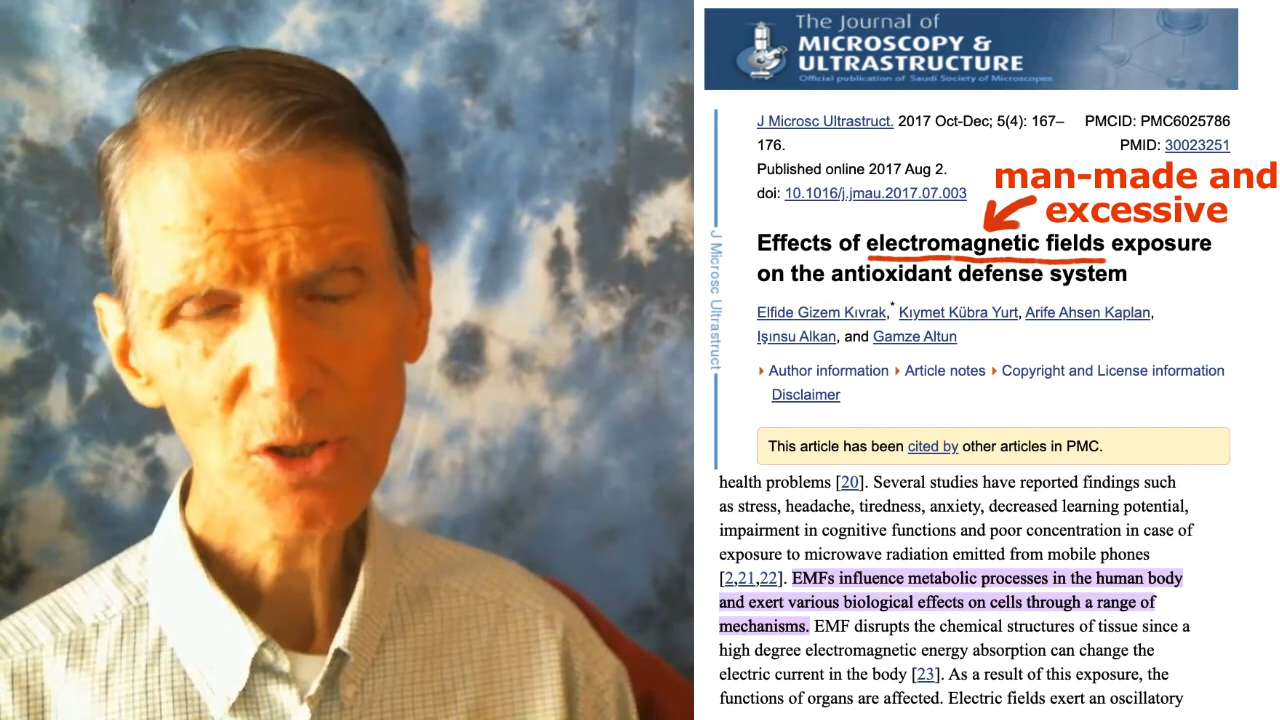 The Journal of
MICROSCOPY &
ULTRASTRUCTURE
Official publication of Saudi Society of Microscopes
J Microsc Ultrastruct. 2017 Oct-Dec; 5(4): 167–
176.
PMCID: PMC6025786
PMID: 30023251
Published online 2017 Aug 2.
doi: 10.1016/j.jmau.2017.07.003
man-made and
excessive
Effects of electromagnetic fields exposure
on the antioxidant defense system
Elfide Gizem Kıvrak,* Kıymet Kübra Yurt, Arife Ahsen Kaplan,
Işınsu Alkan, and Gamze Altun
Author information Article notes Copyright and License information
Disclaimer
This article has been cited by other articles in PMC.
J Microsc Ultrastruct
health problems [20]. Several studies have reported findings such
as stress, headache, tiredness, anxiety, decreased learning potential,
impairment in cognitive functions and poor concentration in case of
exposure to microwave radiation emitted from mobile phones
[2,21,22]. EMFs influence metabolic processes in the human body
and exert various biological effects on cells through a range of
mechanisms. EMF disrupts the chemical structures of tissue since a
high degree electromagnetic energy absorption can change the
electric current in the body [23]. As a result of this exposure, the
functions of organs are affected. Electric fields exert an oscillatory